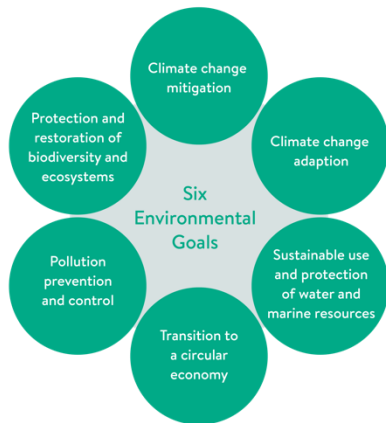 Climate change
mitigation
Climate change
adaption
Sustainable use
and protection
of water and
marine resources
Transition to
a circular
economy
Pollution
prevention
and control
Protection and
restoration of
biodiversity and
ecosystems
Six
Environmental
Goals